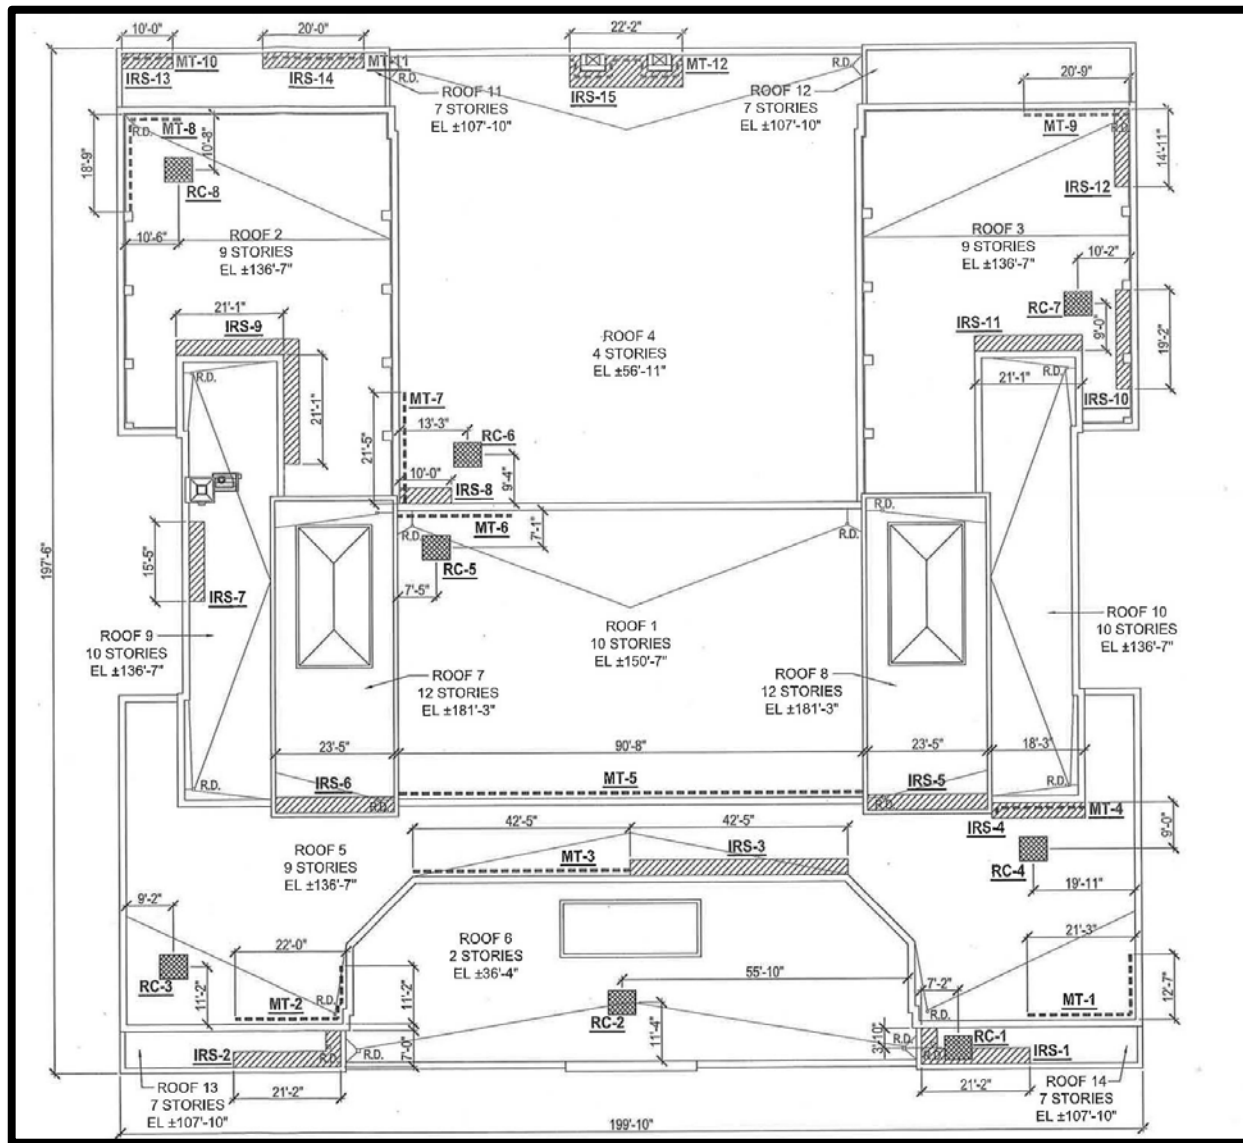 10'-0"
20'-0"
22'-2"
MT-10
MT-11
MT-12
IRS-13
IRS-14
IRS-15
R.D.
R.D.
ROOF 11
7 STORIES
EL ±107'-10"
ROOF 12
7 STORIES
EL ±107'-10"
20'-9"
MT-8
R.D.
10'-8"
18'-9"
RC-8
10'-6"
MT-9
R.D.
14'-11"
IRS-12
ROOF 2
9 STORIES
EL ±136'-7"
ROOF 3
9 STORIES
EL ±136'-7"
10'-2"
RC-7
9'-0"
19'-2"
21'-1"
IRS-9
IRS-11
21'-1"
IRS-10
ROOF 4
4 STORIES
EL ±56'-11"
R.D.
21'-1"
R.D.
MT-7
13'-3"
21'-5"
RC-6
10'-0"
9'-4"
IRS-8
R.D.
R.D.
MT-6
7'-1"
R.D.
R.D.
RC-5
7'-5"
197'-6"
15'-5"
IRS-7
ROOF 9
10 STORIES
EL ±136'-7"
ROOF 1
10 STORIES
EL ±150'-7"
ROOF 10
10 STORIES
EL ±136'-7"
ROOF 7
12 STORIES
EL ±181'-3"
ROOF 8
12 STORIES
EL ±181'-3"
23'-5"
90'-8"
23'-5"
18'-3"
R.D.
IRS-6
R.D.
MT-5
IRS-5
R.D.
R.D.
42'-5"
42'-5"
IRS-4
MT-4
9'-0"
ROOF 5
9 STORIES
EL ±136'-7"
MT-3
IRS-3
RC-4
19'-11"
9'-2"
22'-0"
21'-3"
ROOF 6
2 STORIES
EL ±36'-4"
55'-10"
7'-2"
RC-3
11'-2"
MT-2
R.D.
11'-2"
RC-2
11'-4"
R.D.
MT-1
12'-7"
IRS-2
R.D.
R.D.
7'-0"
3'-10"
R.D.
R.D.
RC-1
IRS-1
21'-2"
21'-2"
ROOF 13
7 STORIES
EL ±107'-10"
ROOF 14
7 STORIES
EL ±107'-10"
199'-10"